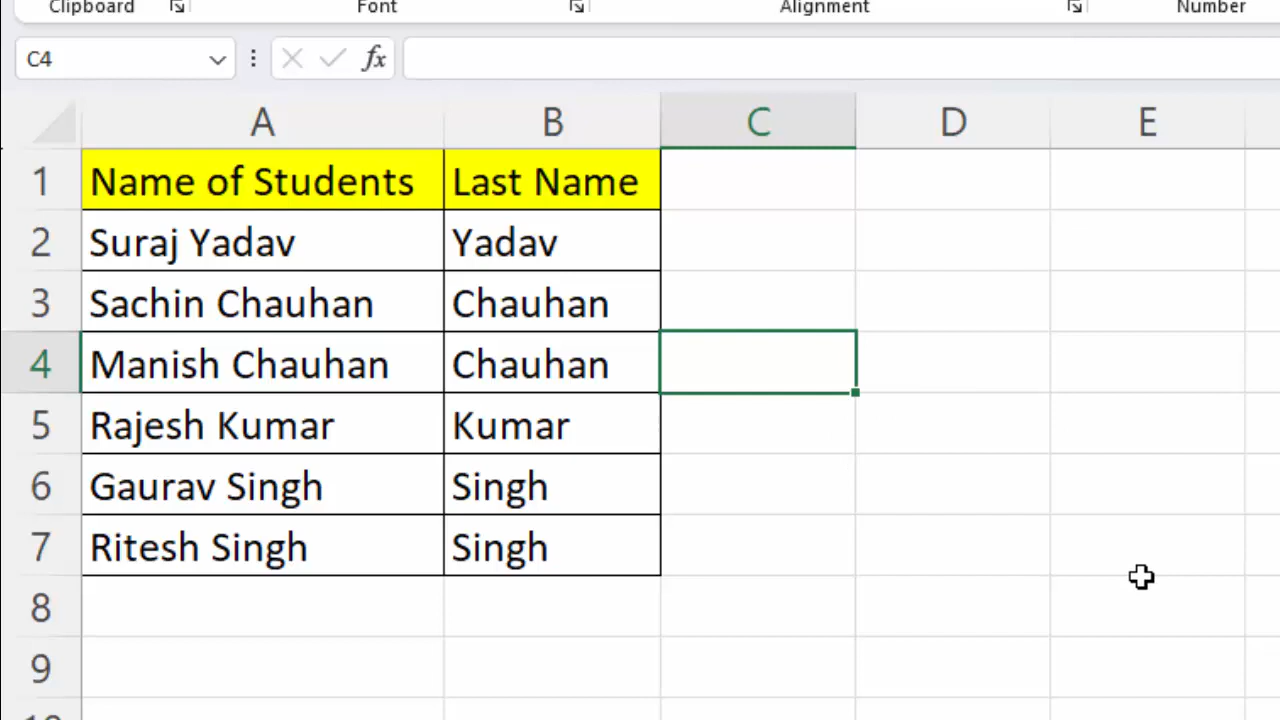 Clipboard Font Alignment Number
C4 fx
A B C D E
1 Name of Students Last Name
2 Suraj Yadav Yadav
3 Sachin Chauhan Chauhan
4 Manish Chauhan Chauhan
5 Rajesh Kumar Kumar
6 Gaurav Singh Singh
7 Ritesh Singh Singh
8
9
10